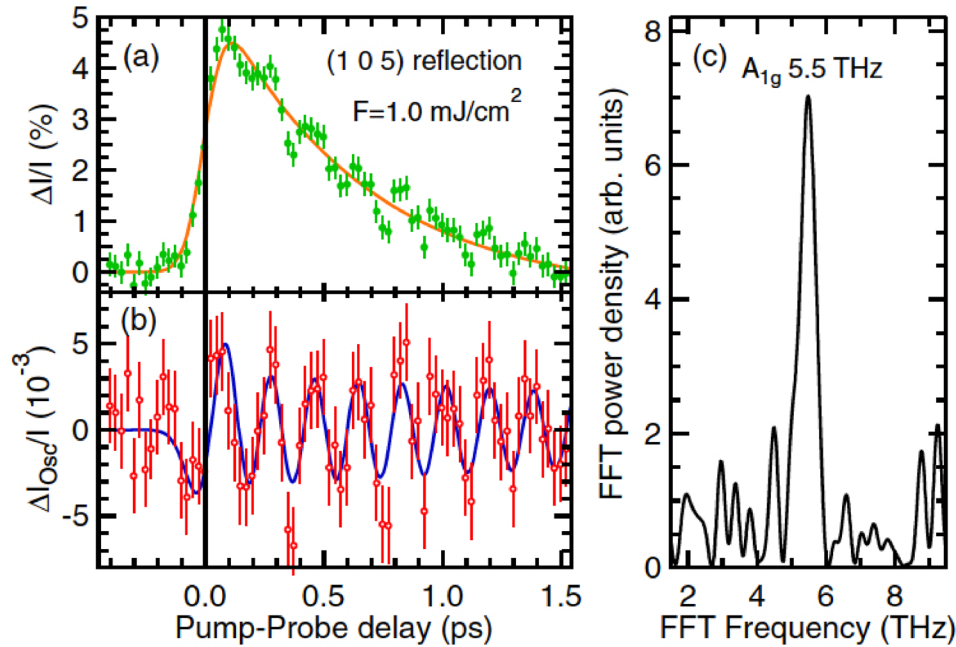 (a)
(1 0 5) reflection
F=1.0 mJ/cm²
ΔI/I (%)
5
4
3
2
1
0
(b)
ΔI_Osc/I (10⁻³)
5
0
-5
0.0 0.5 1.0 1.5
Pump-Probe delay (ps)
(c)
A₁g 5.5 THz
FFT power density (arb. units)
8
6
4
2
0
2 4 6 8
FFT Frequency (THz)